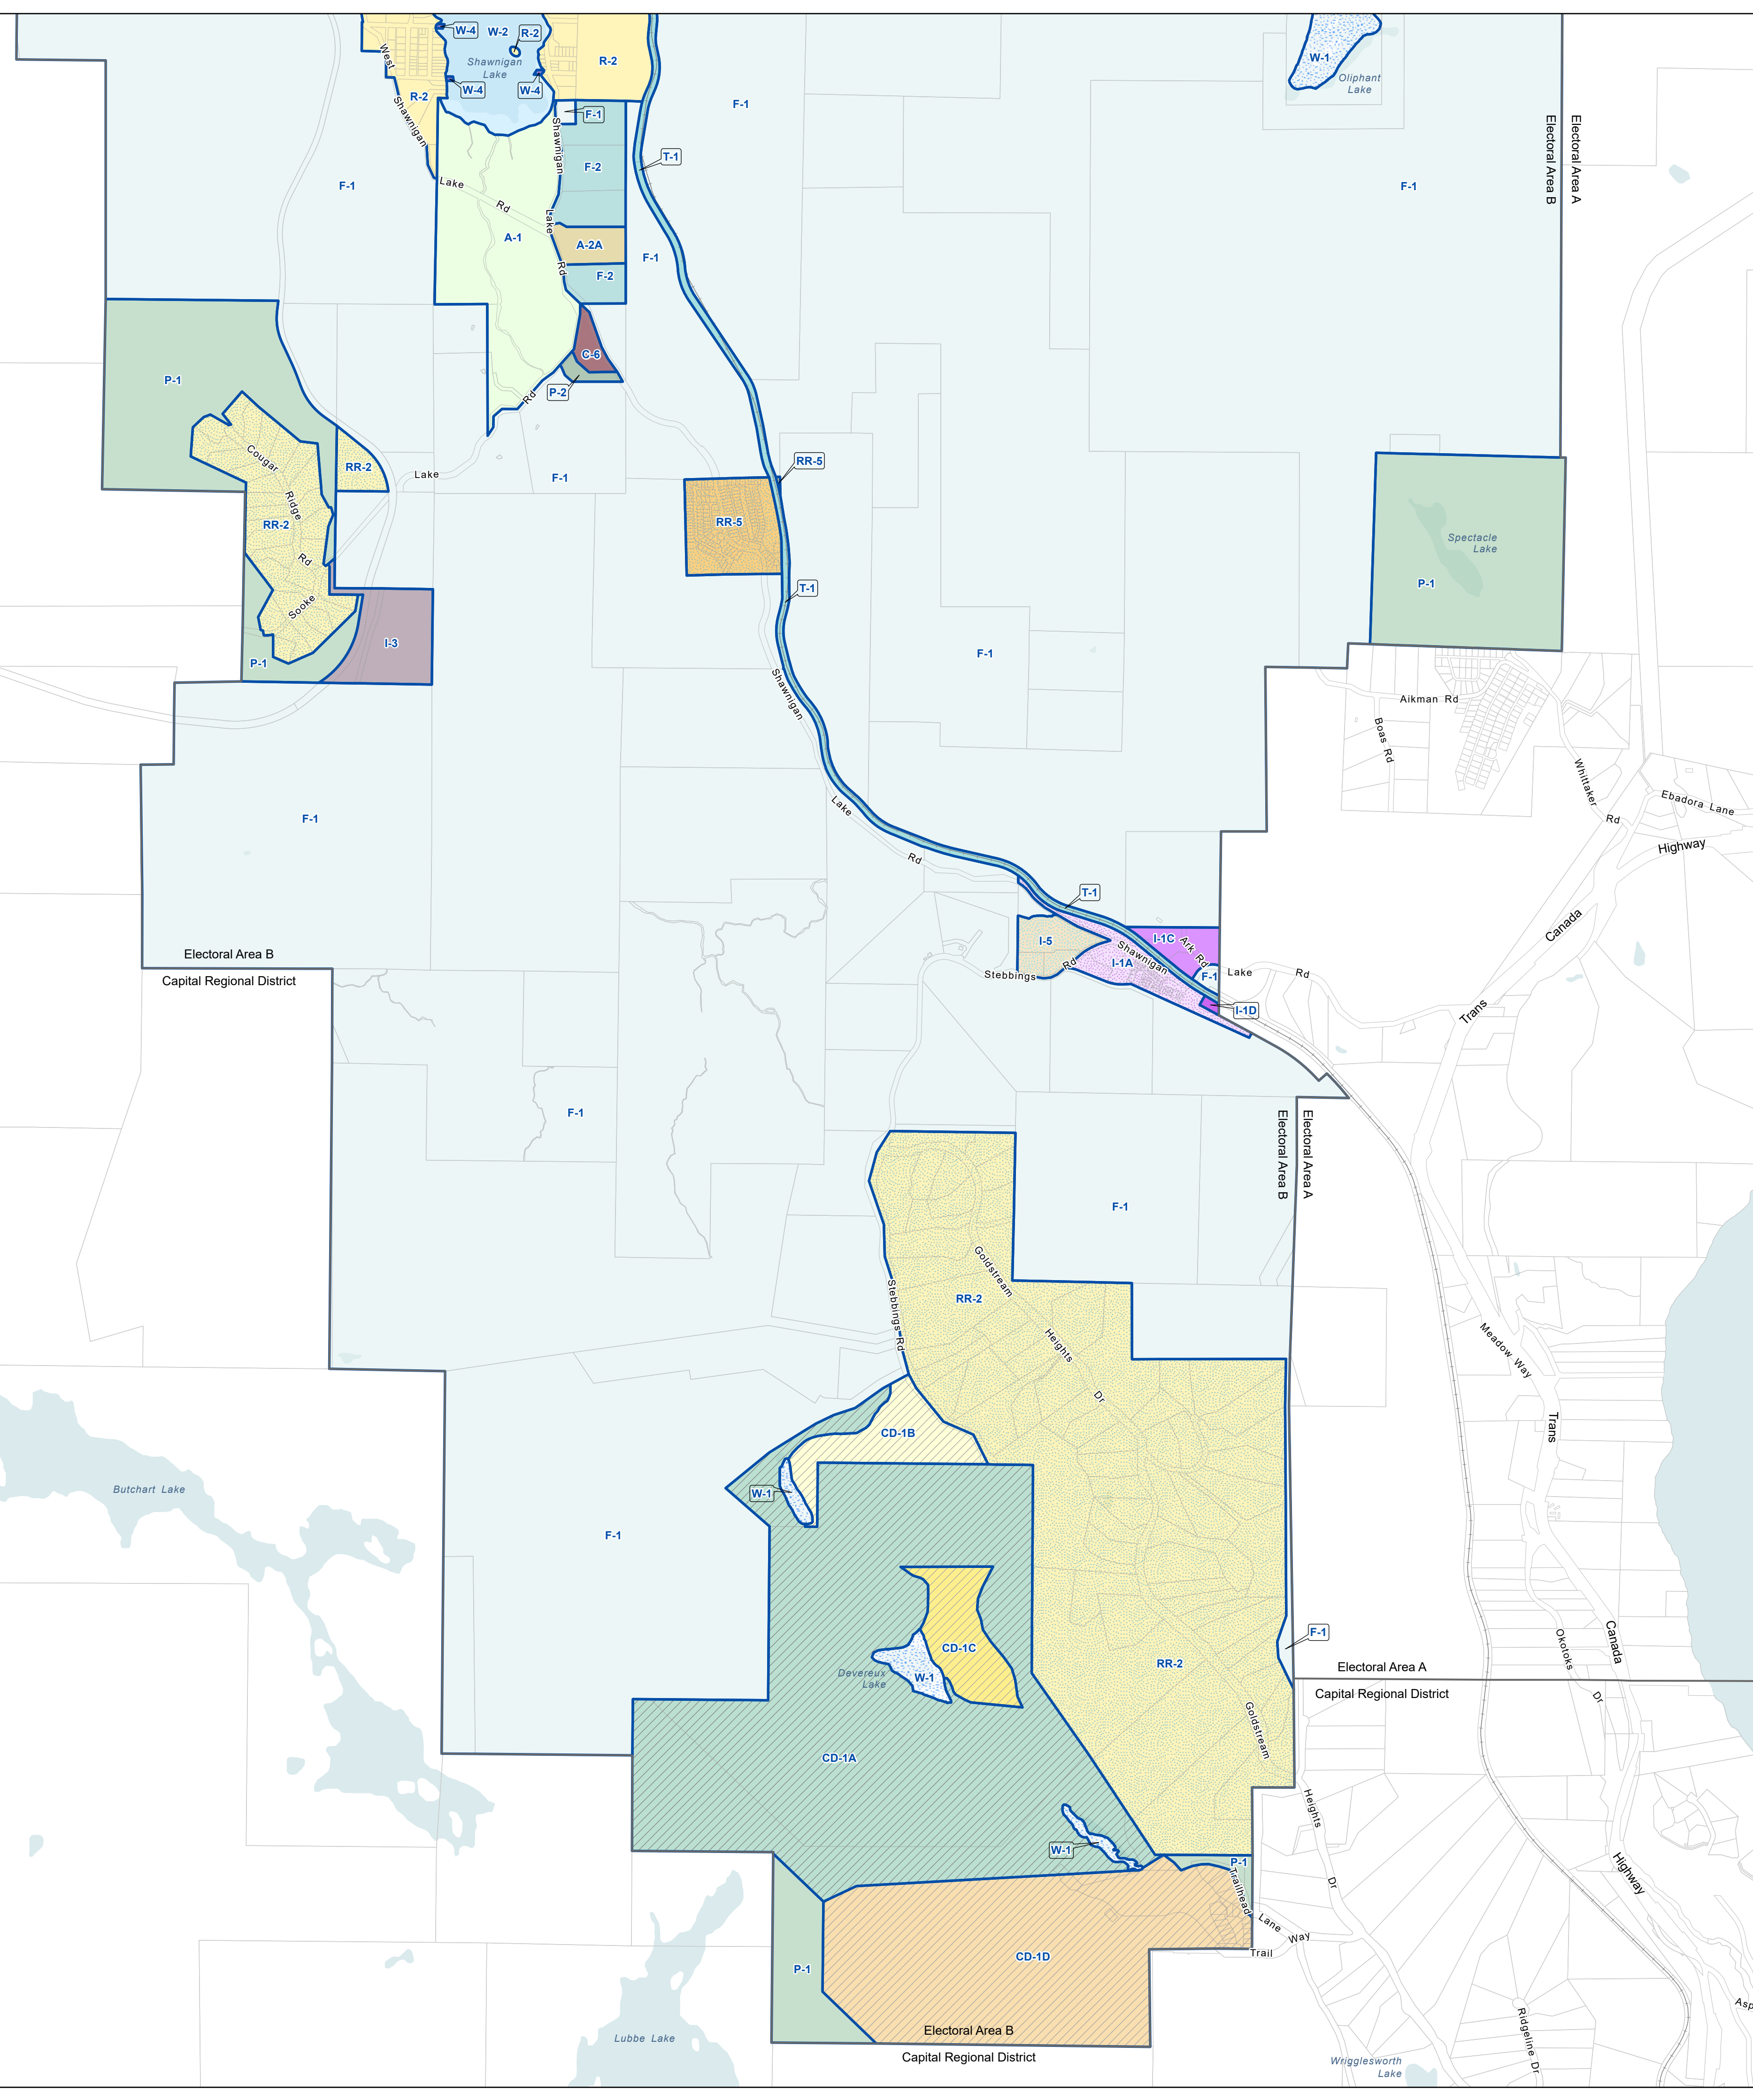 W-4
W-2
R-2
West
Shawnigan
Lake
R-2
W-1
Oliphant
Lake
W-4
W-4
R-2
F-1
Shawnigan
F-1
Shawnigan
Electoral Area B
Electoral Area A
T-1
F-2
F-1
Lake
Rd
F-1
Lake
A-1
A-2A
F-1
Rd
F-2
C-6
P-1
P-2
Rd
Cougar
RR-2
Lake
F-1
RR-5
Ridge
RR-2
RR-5
Spectacle
Lake
Rd
P-1
T-1
Sooke
I-3
F-1
P-1
Shawnigan
Aikman Rd
Boas Rd
Whittaker
Rd
Ebadora Lane
Lake
F-1
Highway
Rd
T-1
Canada
I-5
I-1C
Ark Rd
Shawnigan
Electoral Area B
Capital Regional District
Stebbings
Rd
I-1A
F-1
Lake
Rd
I-1D
Trans
F-1
Electoral Area B
Electoral Area A
F-1
Goldstream
RR-2
Stebbings Rd
Heights
Dr
Meadow Way
Trans
CD-1B
Butchart Lake
W-1
F-1
CD-1C
F-1
Okotoks
Canada
Devereux
Lake
W-1
RR-2
Electoral Area A
Capital Regional District
Dr
Goldstream
CD-1A
Heights
W-1
P-1
Trailhead
Dr
Highway
Lane
Way
Trail
CD-1D
P-1
Electoral Area B
Capital Regional District
Lubbe Lake
Ridgeline Dr
Wrigglesworth
Lake